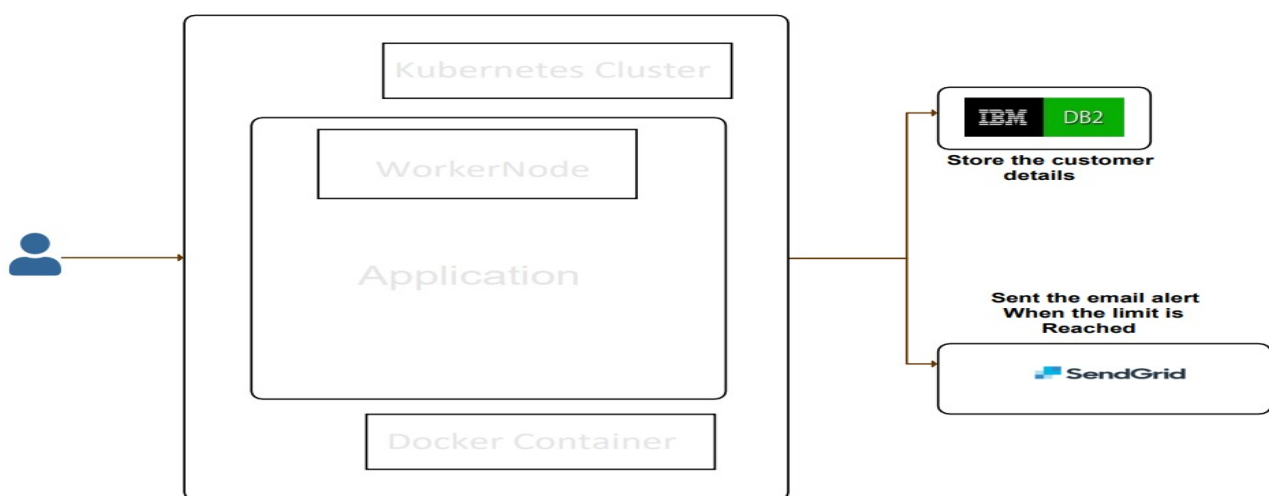 Kubernetes Cluster
WorkerNode
Application
Docker Container
IBM DB2
Store the customer
details
Sent the email alert
When the limit is
Reached
SendGrid